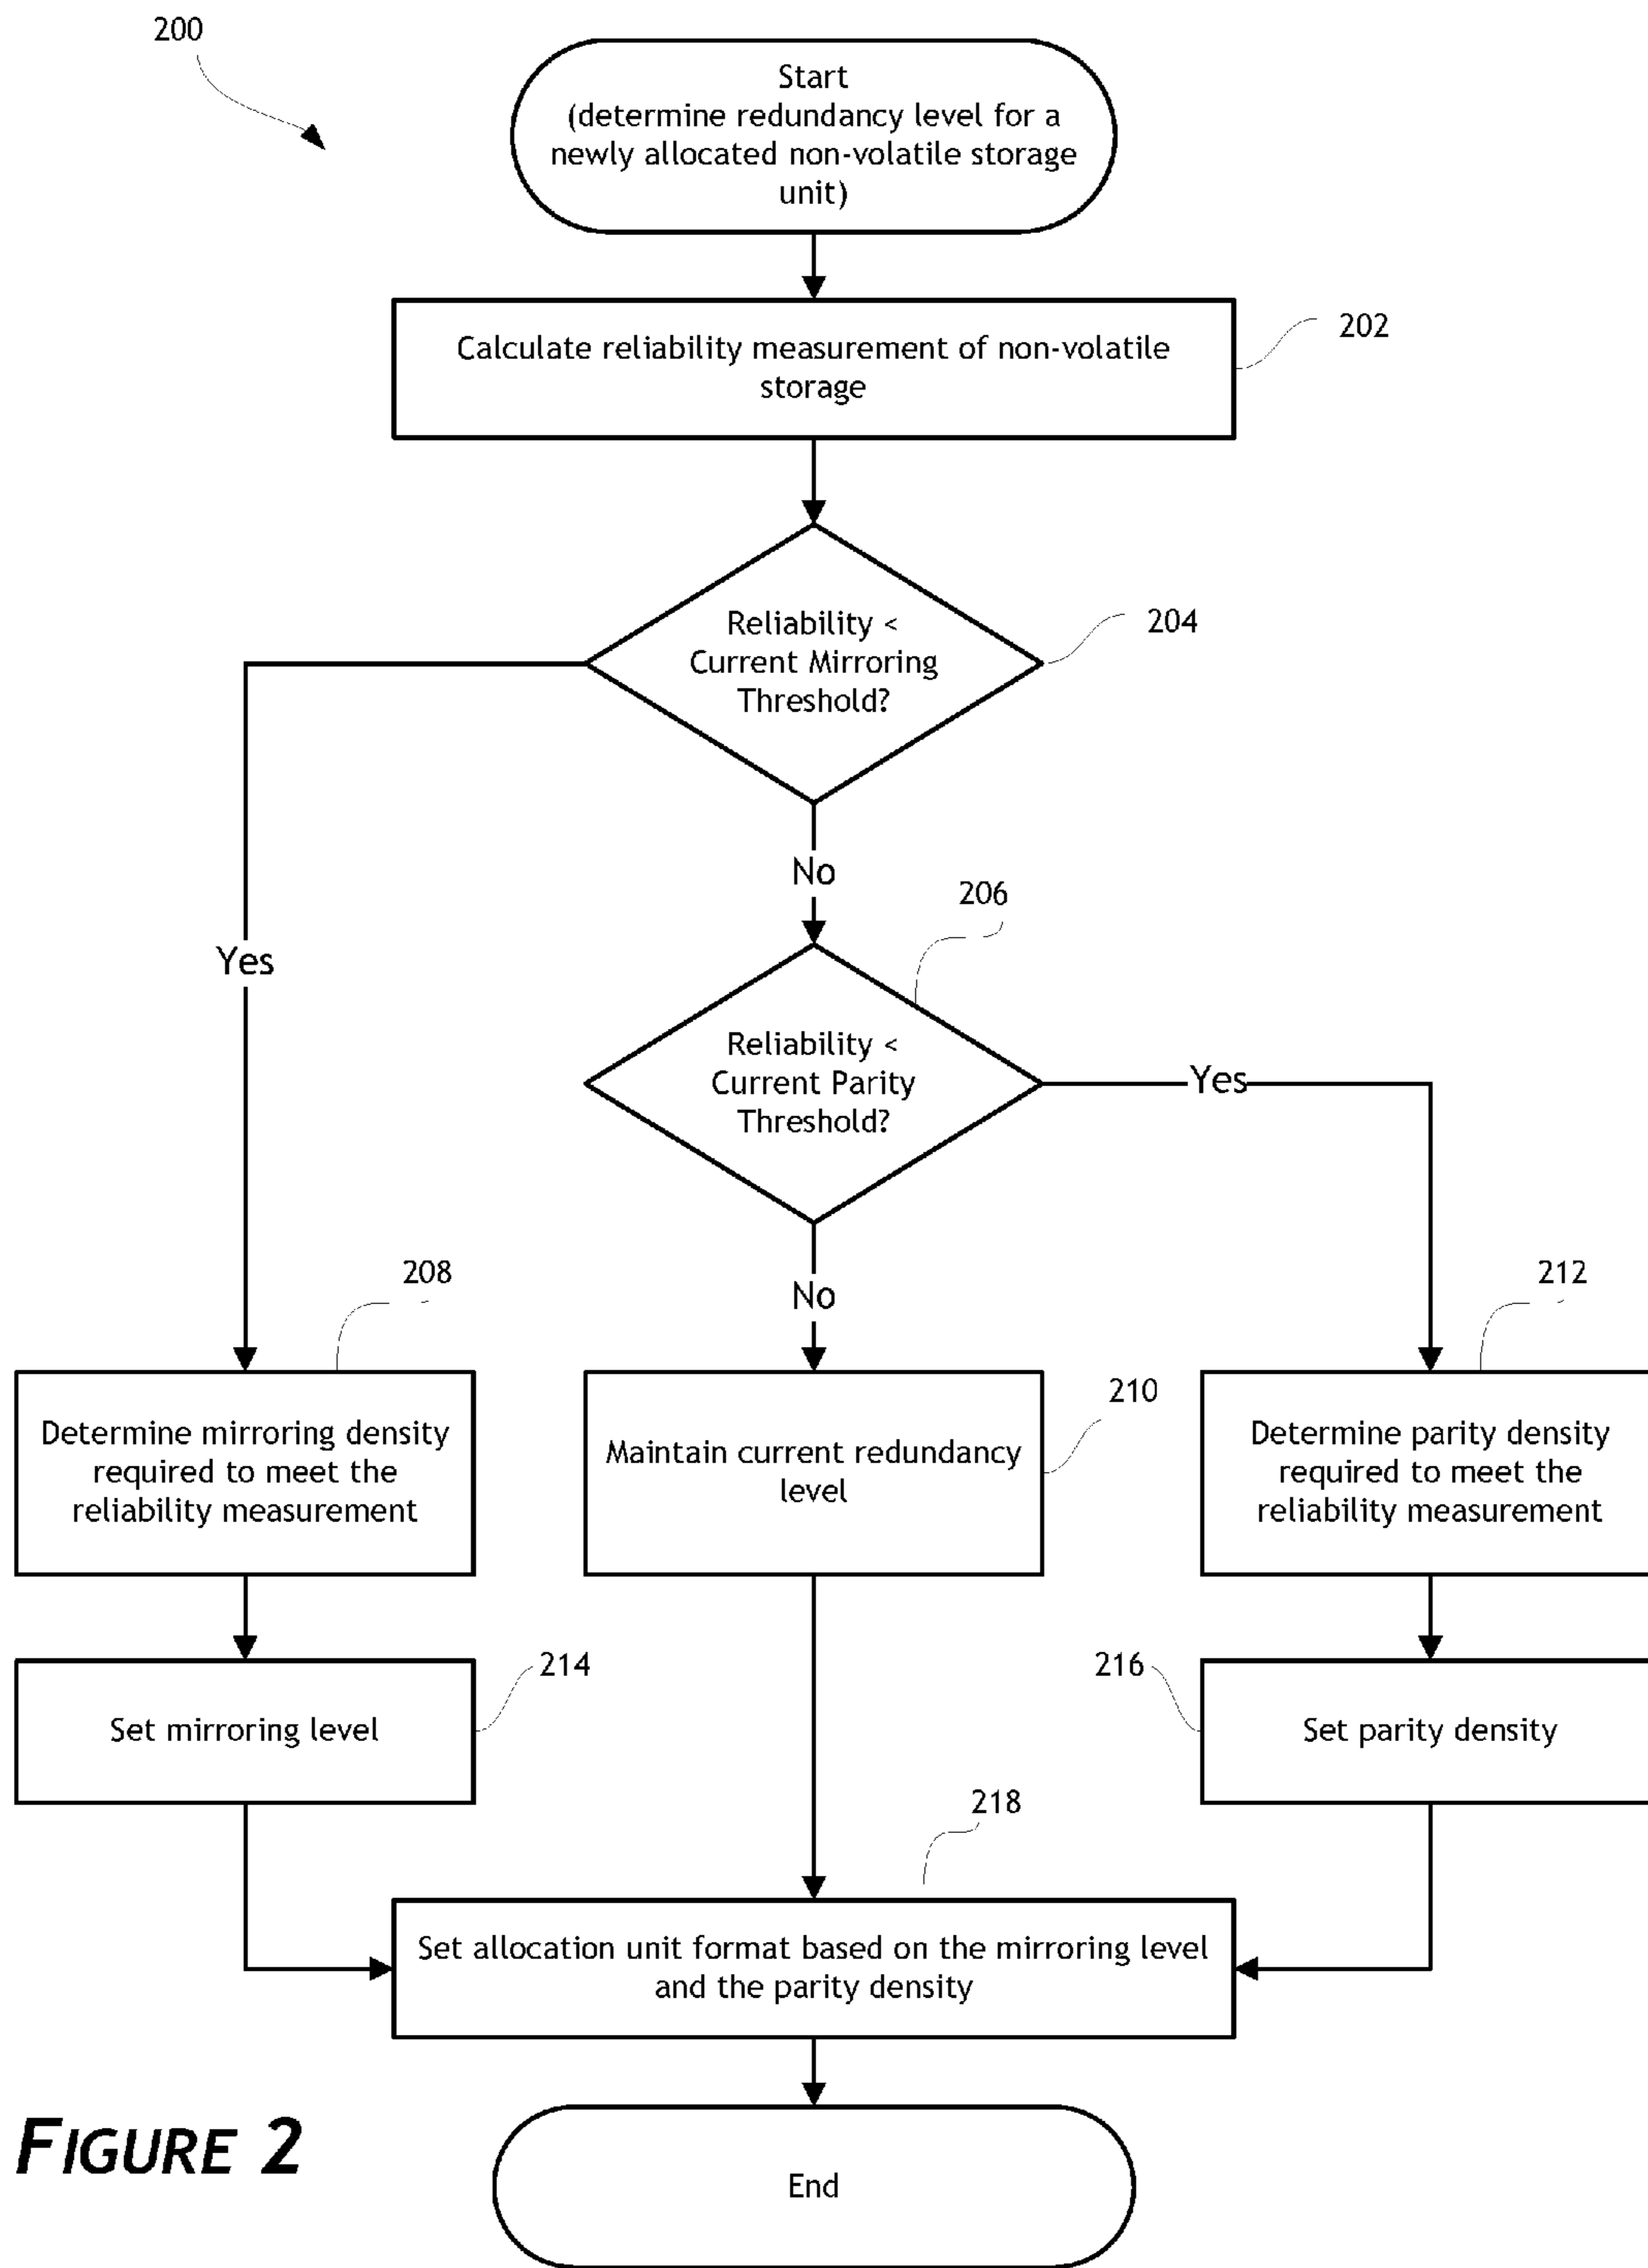 200
Start
(determine redundancy level for a
newly allocated non-volatile storage
unit)
Calculate reliability measurement of non-volatile
storage
202
Reliability <
Current Mirroring
Threshold?
204
No
206
Yes
Reliability <
Current Parity
Threshold?
Yes
208
No
212
Determine mirroring density
required to meet the
reliability measurement
Maintain current redundancy
level
210
Determine parity density
required to meet the
reliability measurement
Set mirroring level
214
216
Set parity density
218
Set allocation unit format based on the mirroring level
and the parity density
End
FIGURE 2